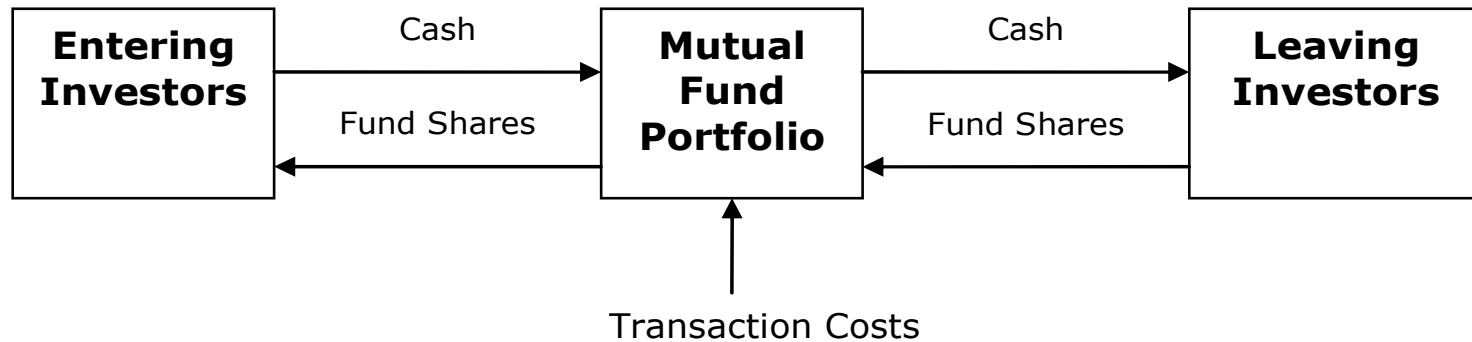 Entering
Investors
Cash
Fund Shares
Mutual
Fund
Portfolio
Cash
Fund Shares
Leaving
Investors
Transaction Costs